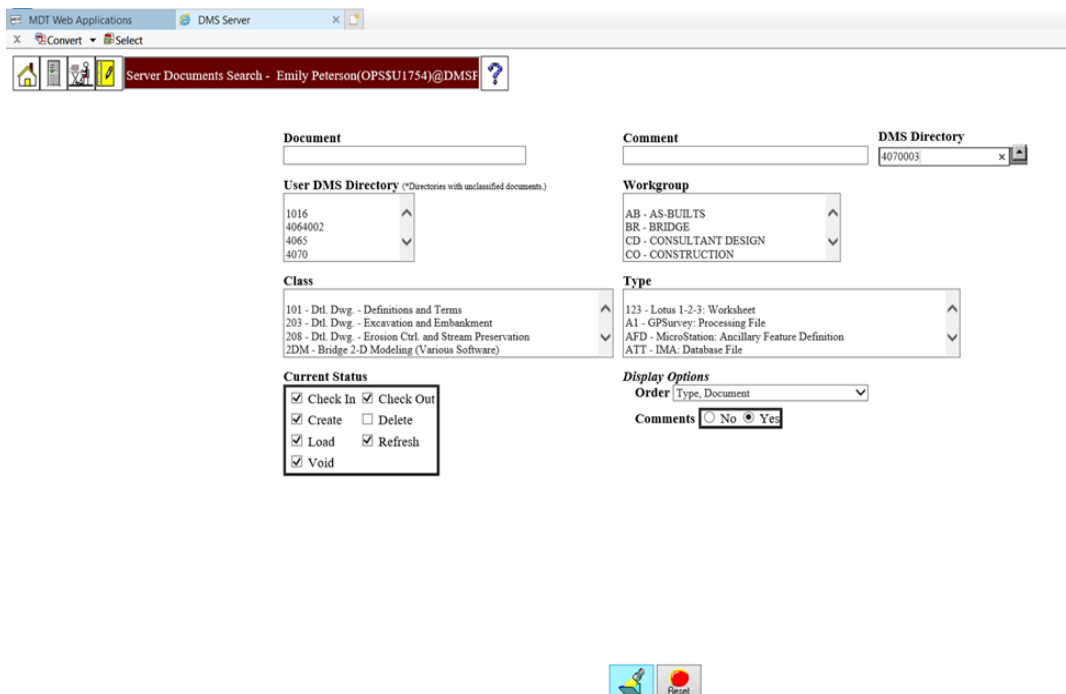 MDT Web Applications
DMS Server
x
x Convert Select
Server Documents Search - Emily Peterson(OPS$U1754)@DMSF
?
Document
Comment
DMS Directory
4070003
x
User DMS Directory (*Directories with unclassified documents.)
1016
4064002
4065
4070
Workgroup
AB - AS-BUILTS
BR - BRIDGE
CD - CONSULTANT DESIGN
CO - CONSTRUCTION
Class
101 - Dtl. Dwg. - Definitions and Terms
203 - Dtl. Dwg. - Excavation and Embankment
208 - Dtl. Dwg. - Erosion Ctrl. and Stream Preservation
2DM - Bridge 2-D Modeling (Various Software)
Type
123 - Lotus 1-2-3: Worksheet
A1 - GPSurvey: Processing File
AFD - MicroStation: Ancillary Feature Definition
ATT - IMA: Database File
Current Status
Check In Check Out
Create Delete
Load Refresh
Void
Display Options
Order Type, Document
Comments No Yes
Reset